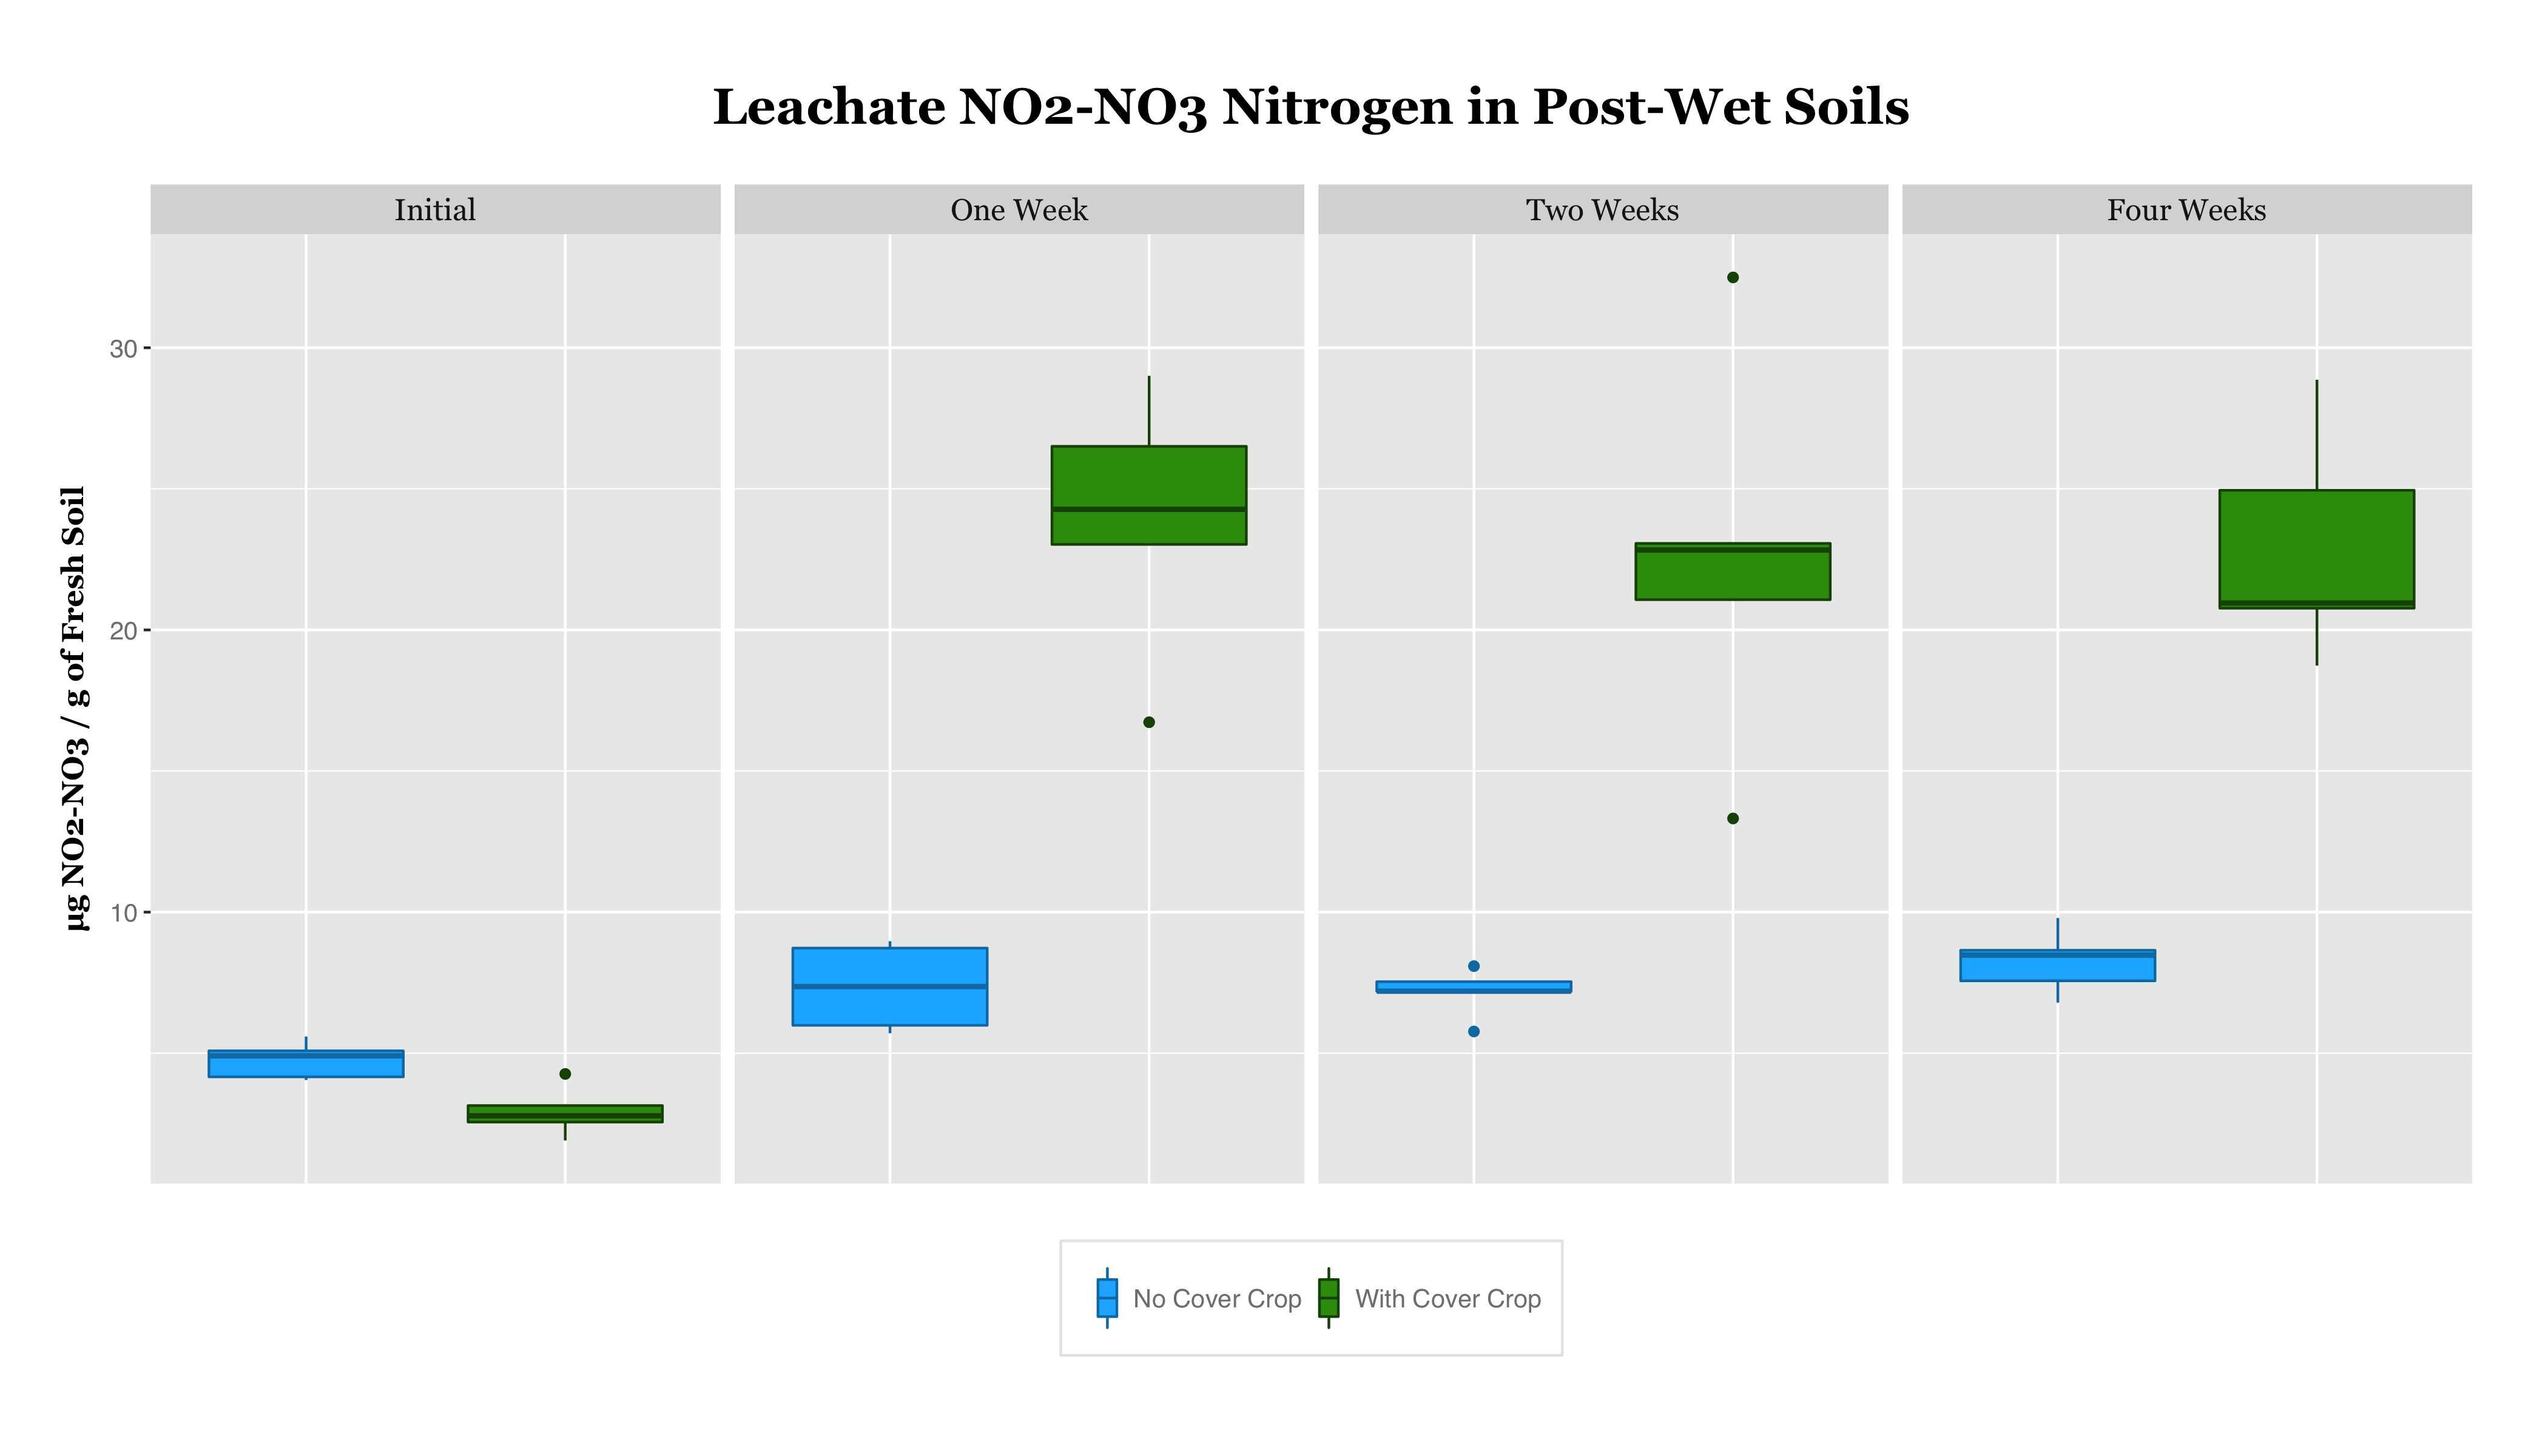 Leachate NO2-NO3 Nitrogen in Post-Wet Soils
Initial
One Week
Two Weeks
Four Weeks
µg NO2-NO3 / g of Fresh Soil
30
20
10
No Cover Crop
With Cover Crop